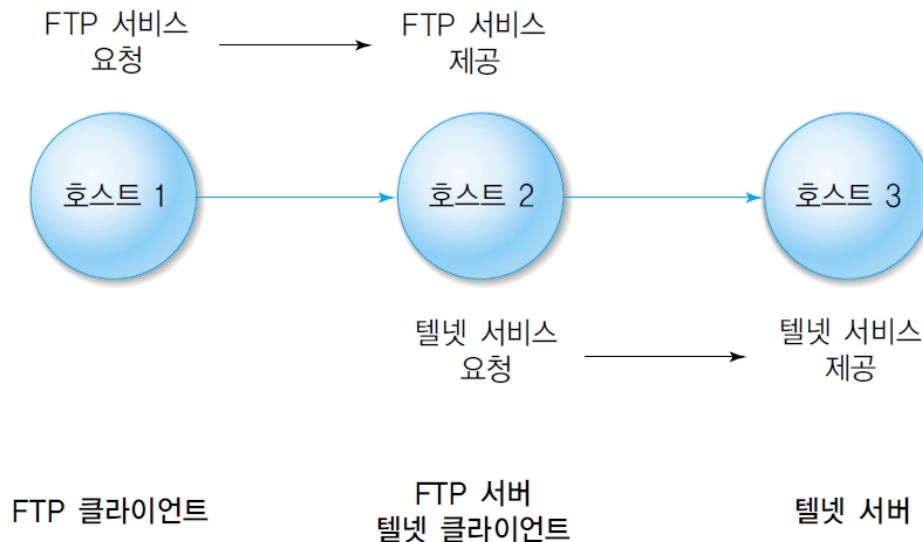 FTP 서비스
요청
FTP 서비스
제공
호스트 1
호스트 2
호스트 3
텔넷 서비스
요청
텔넷 서비스
제공
FTP 클라이언트
FTP 서버
텔넷 클라이언트
텔넷 서버